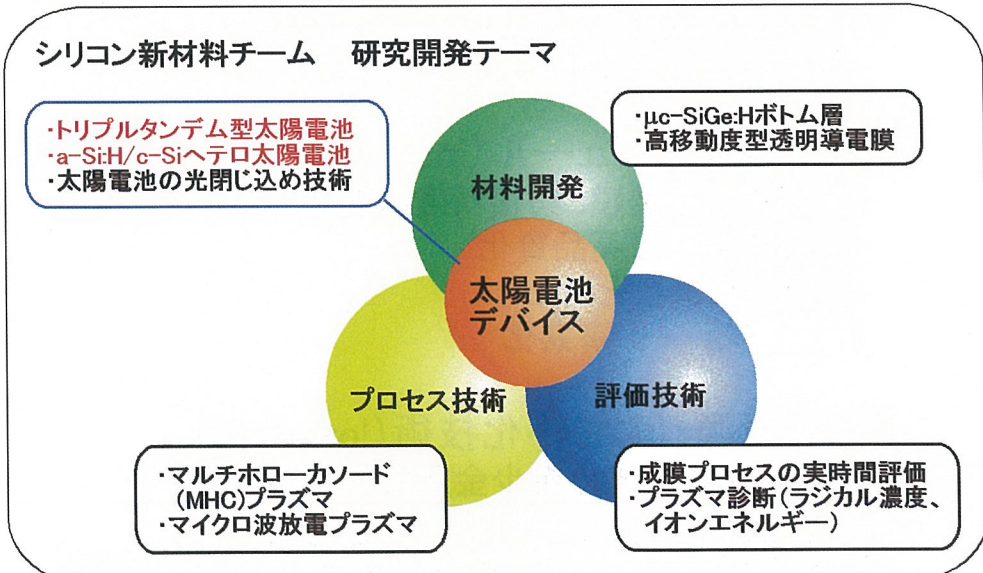 シリコン新材料チーム　研究開発テーマ
・トリプルタンデム型太陽電池
・a-Si:H/c-Siヘテロ太陽電池
・太陽電池の光閉じ込め技術
・μc-SiGe:Hボトム層
・高移動度型透明導電膜
材料開発
太陽電池
デバイス
プロセス技術
評価技術
・マルチホローカソード
(MHC)プラズマ
・マイクロ波放電プラズマ
・成膜プロセスの実時間評価
・プラズマ診断(ラジカル濃度、
イオンエネルギー)